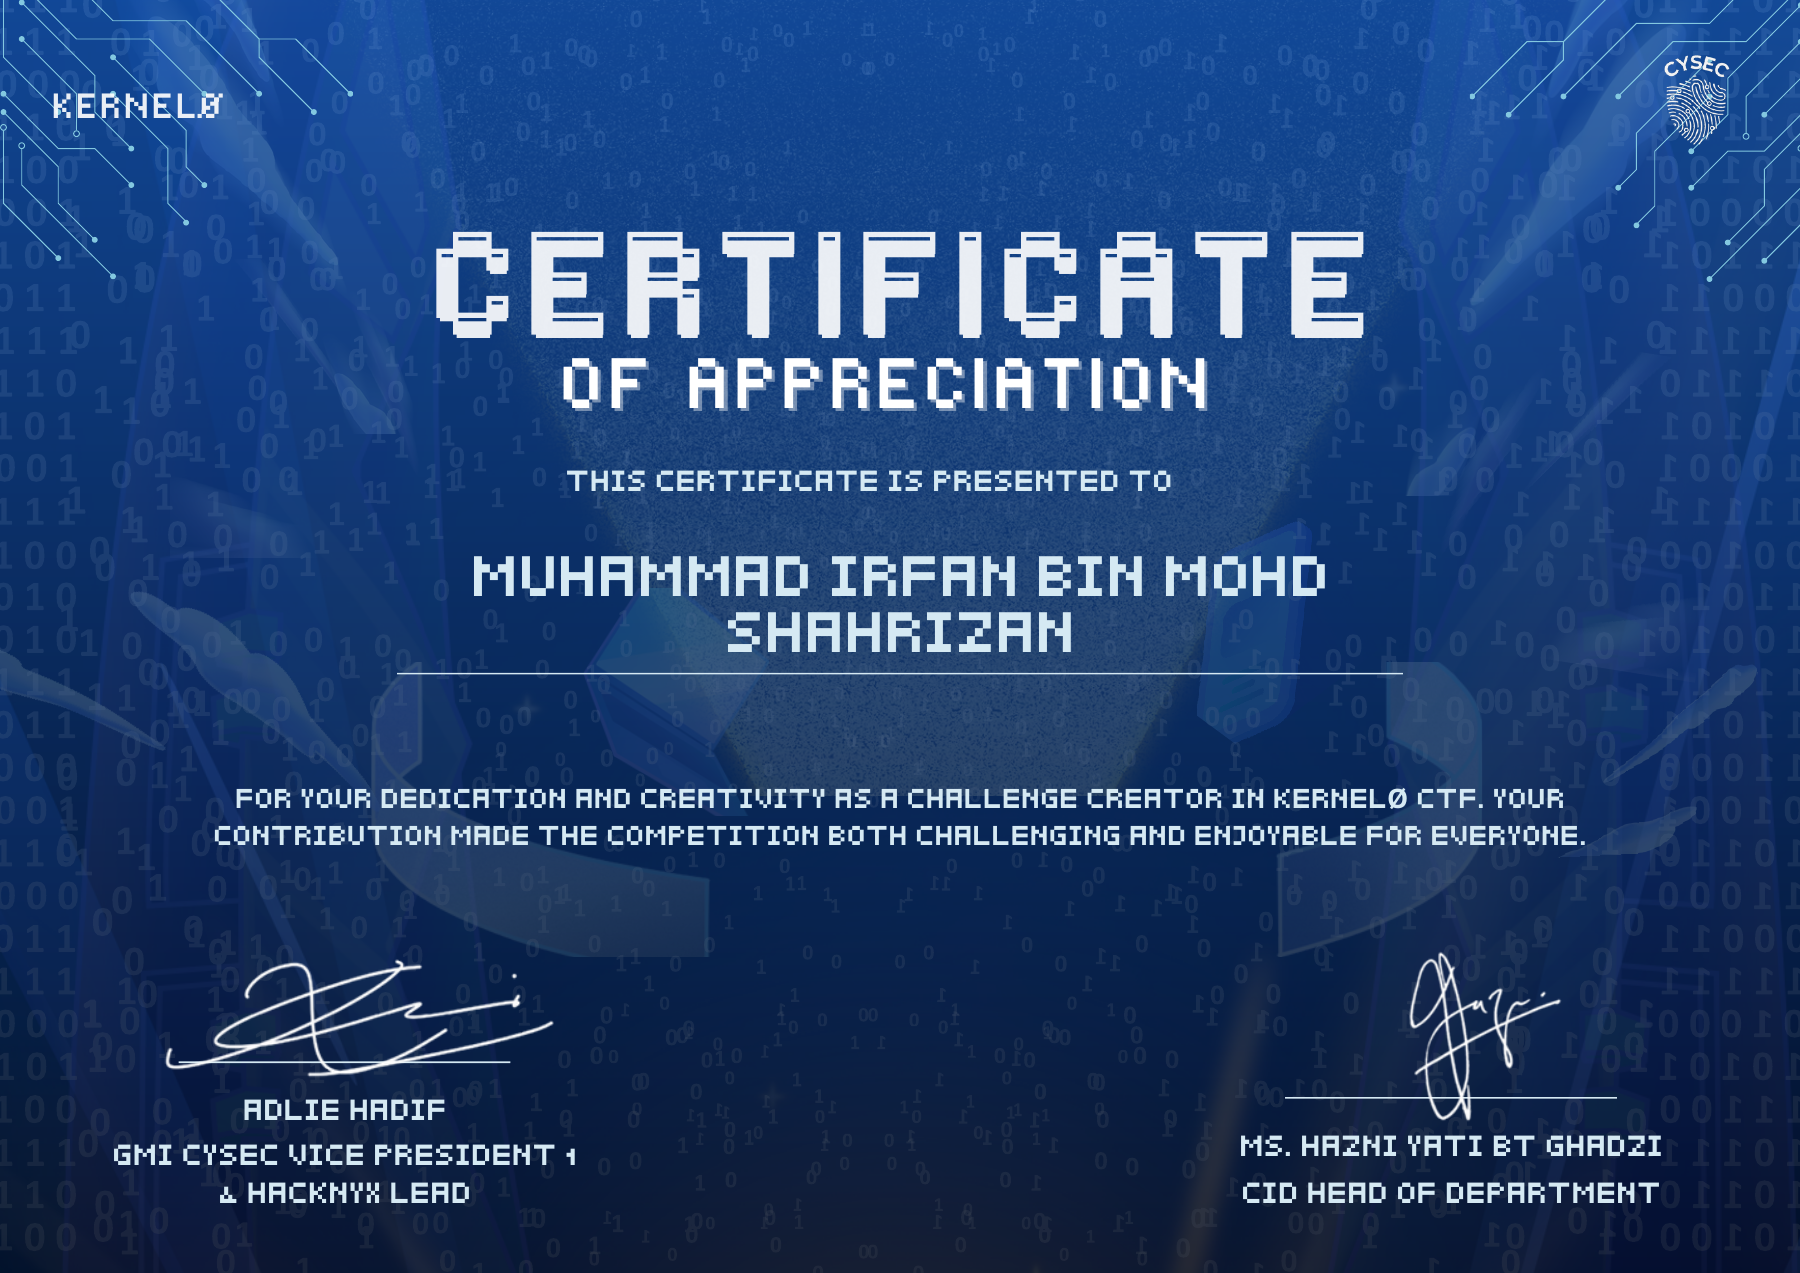 KERNELØ
CYSEC
CERTIFICATE
OF APPRECIATION
THIS CERTIFICATE IS PRESENTED TO
MUHAMMAD IRFAN BIN MOHD
SHAHRIZAN
FOR YOUR DEDICATION AND CREATIVITY AS A CHALLENGE CREATOR IN KERNELØ CTF. YOUR
CONTRIBUTION MADE THE COMPETITION BOTH CHALLENGING AND ENJOYABLE FOR EVERYONE.
ADLIE HADIF
GMI CYSEC VICE PRESIDENT 1
& HACKNYX LEAD
MS. HAZNI YATI BT GHADZI
CID HEAD OF DEPARTMENT